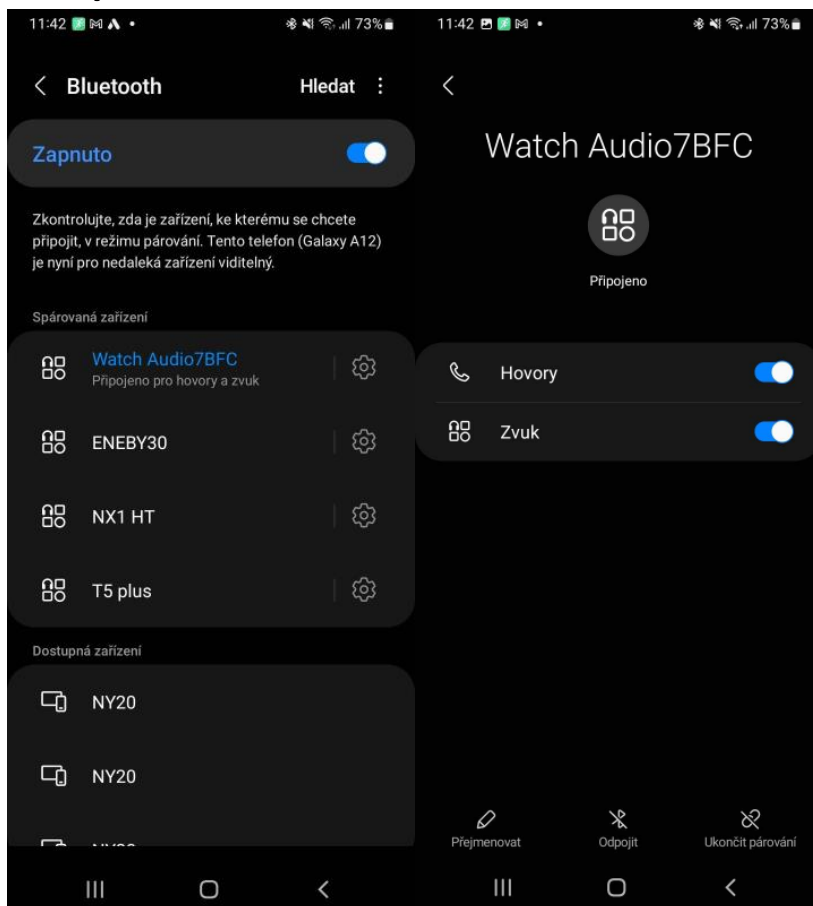 11:42
73%
Bluetooth
Hledat
Zapnuto
Zkontrolujte, zda je zařízení, ke kterému se chcete
připojit, v režimu párování. Tento telefon (Galaxy A12)
je nyní pro nedaleká zařízení viditelný.
Spárovaná zařízení
Watch Audio7BFC
Připojeno pro hovory a zvuk
ENEBY30
NX1 HT
T5 plus
Dostupná zařízení
NY20
NY20
11:42
73%
Watch Audio7BFC
Připojeno
Hovory
Zvuk
Přejmenovat
Odpojit
Ukončit párování